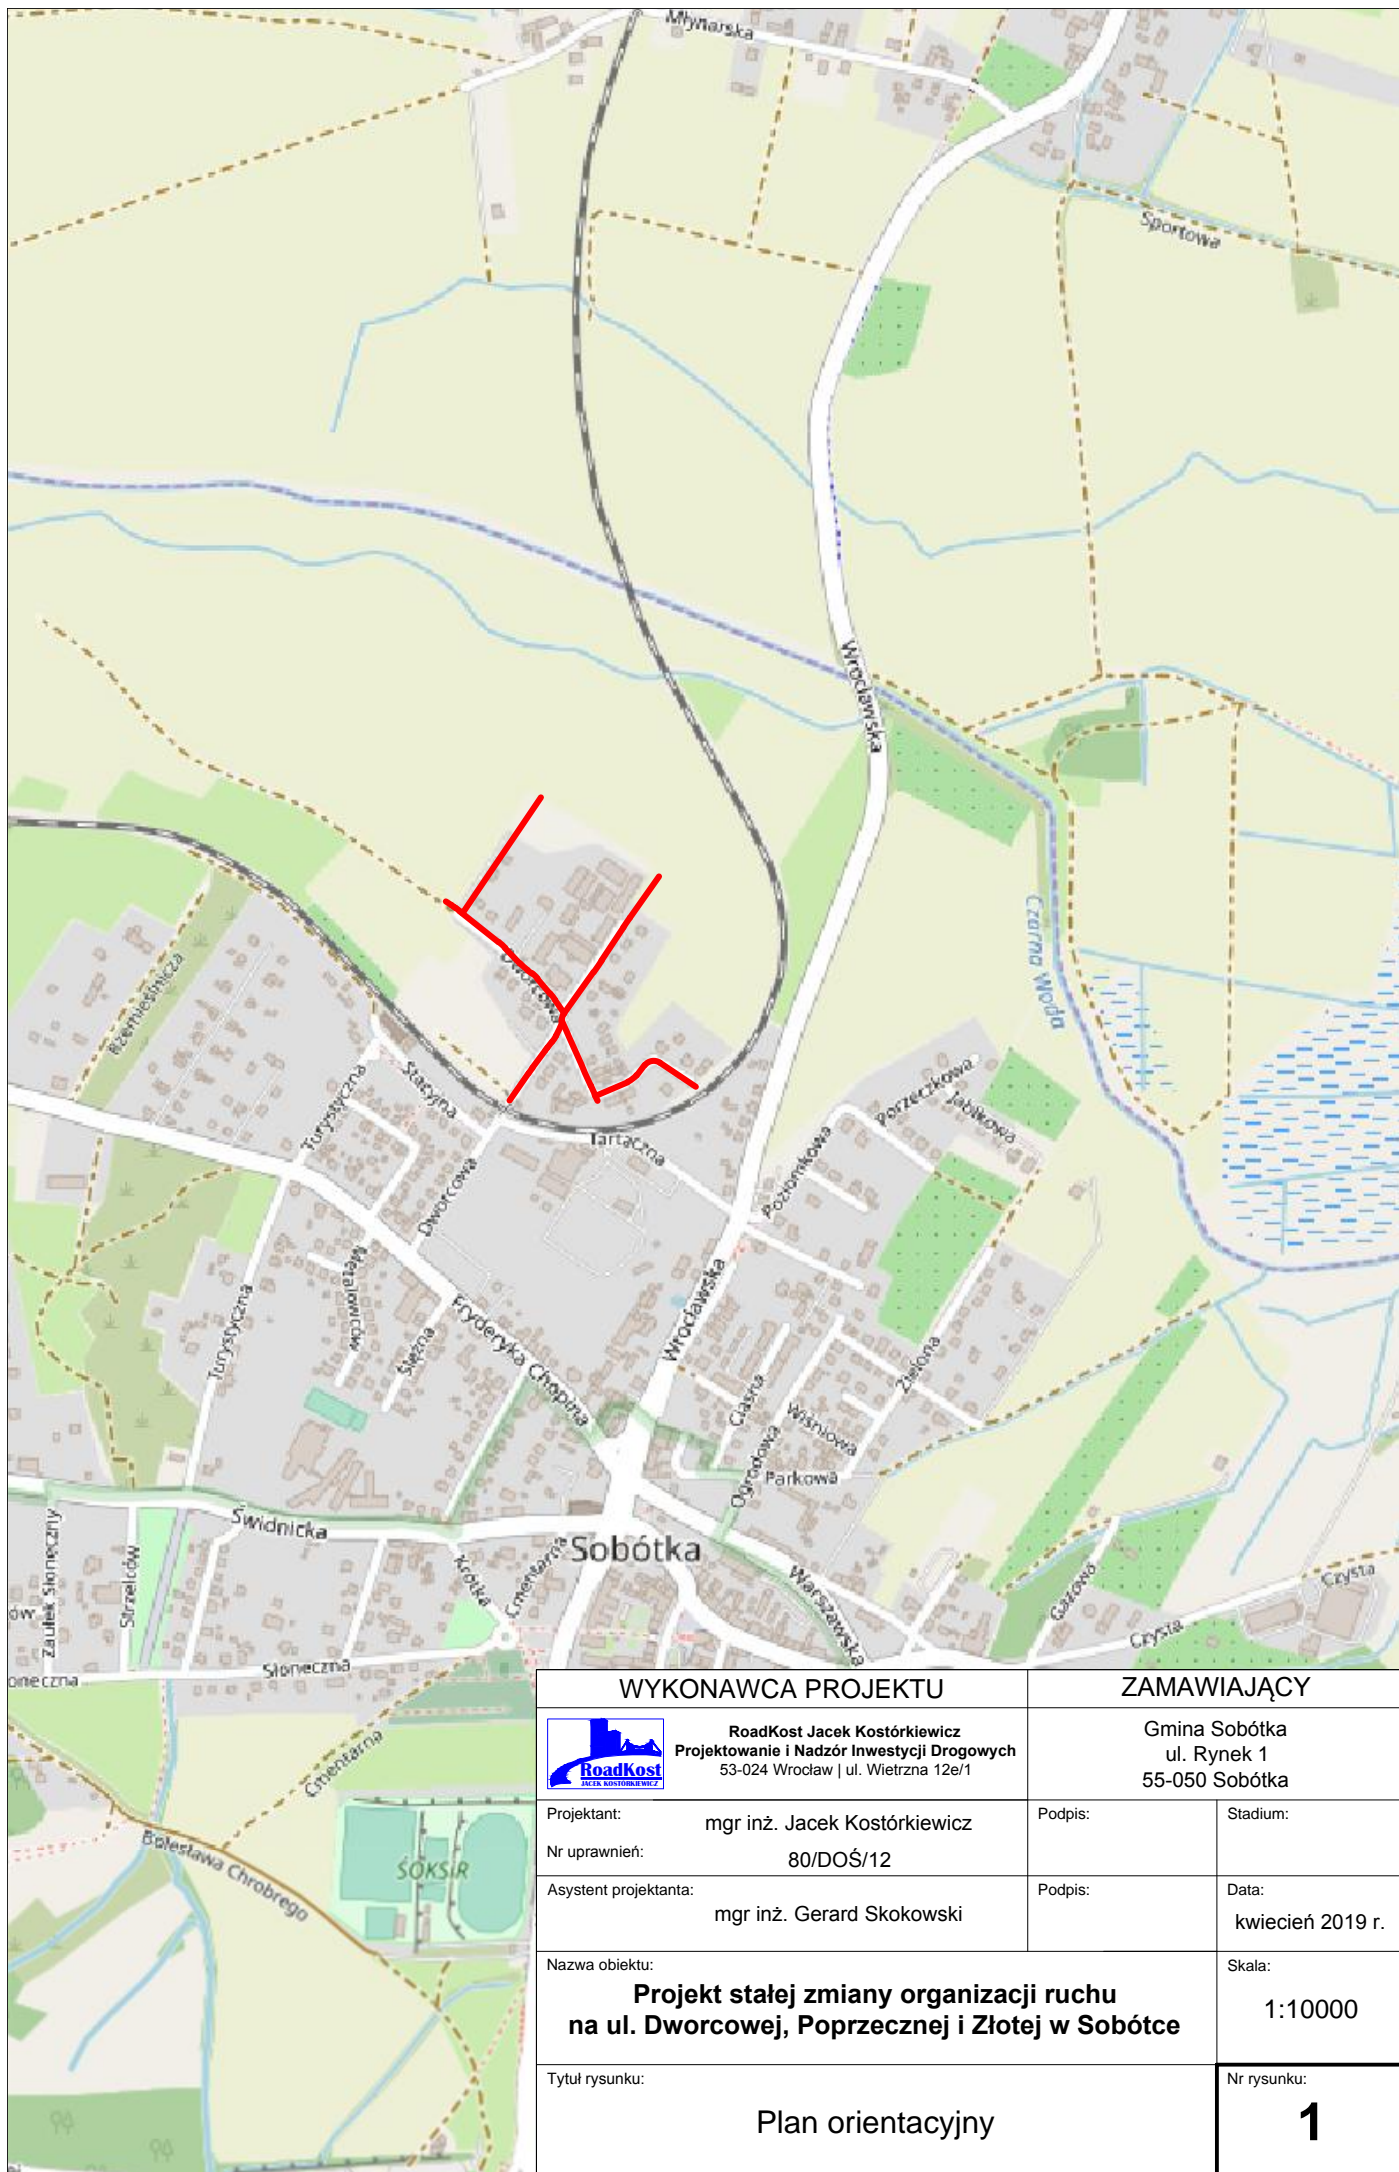 Młynarska
Sportowa
Wrocławska
Czarna Woda
Rzemieślnicza
Dworcowa
Stacyjna
Turystyczna
Tartaczna
Porzeczkowa
Jabłkowa
Poziomkowa
Dworcowa
Metalowców
Turystyczna
Ślężna
Fryderyka Chopina
Wrocławska
Zielona
Ciasna
Wiśniowa
Ogrodowa
Parkowa
Świdnicka
Sobótka
Zaułek Słoneczny
Strzelców
ów
Krótka
Cmentarna
Warszawska
Gazowa
Czysta
Czysta
oneczna
Słoneczna
Cmentarna
Bolesława Chrobrego
ŚOKSiR
WYKONAWCA PROJEKTU
ZAMAWIAJĄCY
RoadKost
JACEK KOSTÓRKIEWICZ
RoadKost Jacek Kostórkiewicz
Projektowanie i Nadzór Inwestycji Drogowych
53-024 Wrocław | ul. Wietrzna 12e/1
Gmina Sobótka
ul. Rynek 1
55-050 Sobótka
Projektant:
mgr inż. Jacek Kostórkiewicz
Nr uprawnień:
80/DOŚ/12
Podpis:
Stadium:
Asystent projektanta:
mgr inż. Gerard Skokowski
Podpis:
Data:
kwiecień 2019 r.
Nazwa obiektu:
Projekt stałej zmiany organizacji ruchu
na ul. Dworcowej, Poprzecznej i Złotej w Sobótce
Skala:
1:10000
Tytuł rysunku:
Plan orientacyjny
Nr rysunku:
1